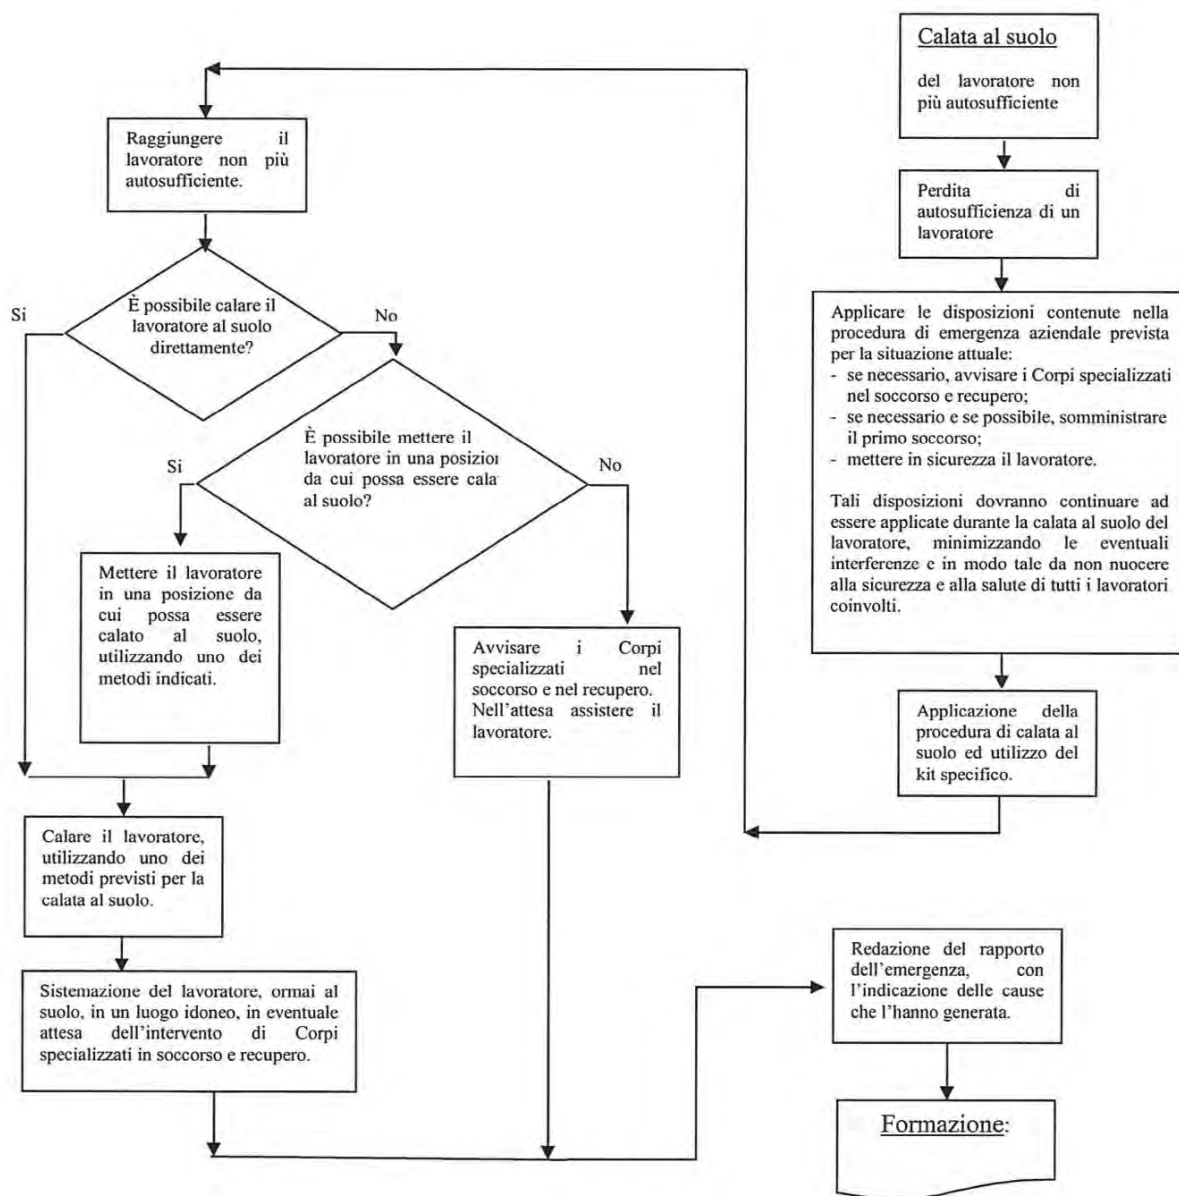 Calata al suolo
del lavoratore non
più autosufficiente
Perdita di
autosufficienza di un
lavoratore
Applicare le disposizioni contenute nella
procedura di emergenza aziendale prevista
per la situazione attuale:
- se necessario, avvisare i Corpi specializzati
nel soccorso e recupero;
- se necessario e se possibile, somministrare
il primo soccorso;
- mettere in sicurezza il lavoratore.
Tali disposizioni dovranno continuare ad
essere applicate durante la calata al suolo del
lavoratore, minimizzando le eventuali
interferenze e in modo tale da non nuocere
alla sicurezza e alla salute di tutti i lavoratori
coinvolti.
Applicazione della
procedura di calata al
suolo ed utilizzo del
kit specifico.
Raggiungere il
lavoratore non più
autosufficiente.
È possibile calare il
lavoratore al suolo
direttamente?
Si
No
È possibile mettere il
lavoratore in una posizior
da cui possa essere cala
al suolo?
Si
No
Mettere il lavoratore
in una posizione da
cui possa essere
calato al suolo,
utilizzando uno dei
metodi indicati.
Avvisare i Corpi
specializzati nel
soccorso e nel recupero.
Nell'attesa assistere il
lavoratore.
Calare il lavoratore,
utilizzando uno dei
metodi previsti per la
calata al suolo.
Sistemazione del lavoratore, ormai al
suolo, in un luogo idoneo, in eventuale
attesa dell'intervento di Corpi
specializzati in soccorso e recupero.
Redazione del rapporto
dell'emergenza, con
l'indicazione delle cause
che l'hanno generata.
Formazione: